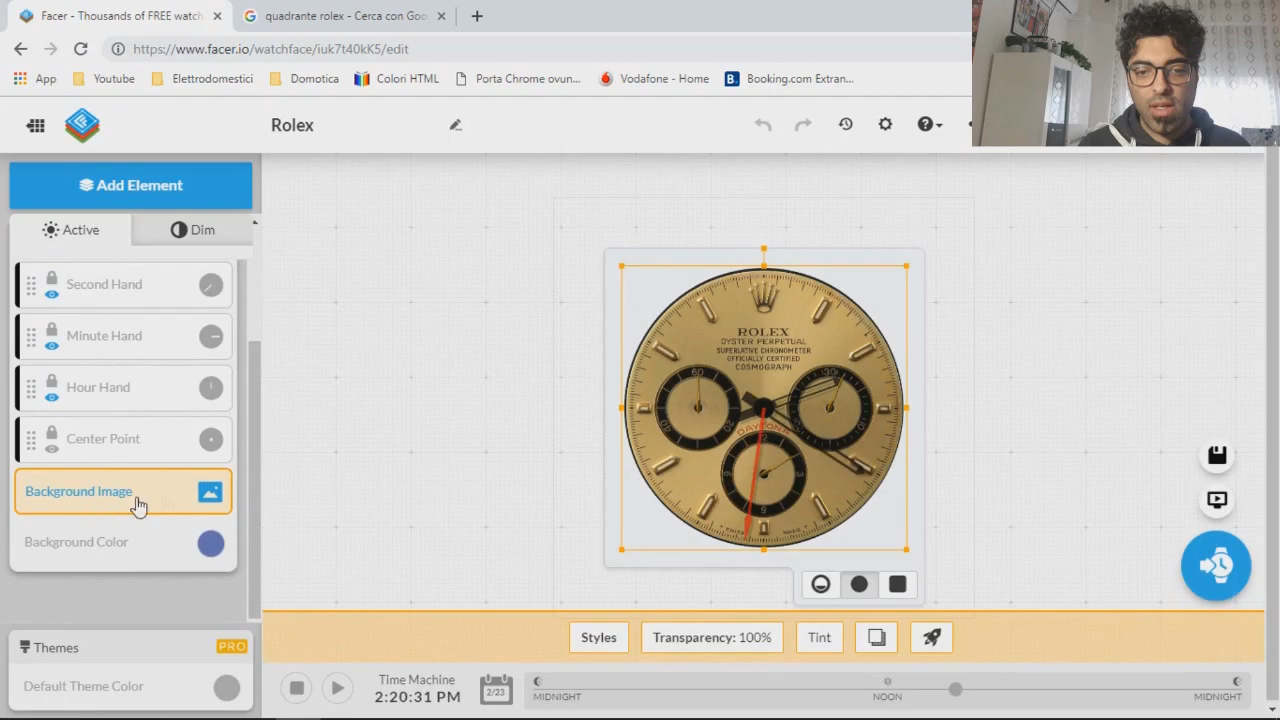 Facer - Thousands of FREE watch
quadrante rolex - Cerca con Goo
https://www.facer.io/watchface/iuk7t40kK5/edit
App
Youtube
Elettrodomestici
Domotica
Colori HTML
Porta Chrome ovun...
Vodafone - Home
B.
Booking.com Extran...
Rolex
Add Element
Active
Dim
Second Hand
Minute Hand
Hour Hand
Center Point
Background Image
Background Color
Themes
PRO
Default Theme Color
ROLEX
OYSTER PERPETUAL
SUPERLATIVE CHRONOMETER
OFFICIALLY CERTIFIED
COSMOGRAPH
60
30
DAYTONA
Styles
Transparency: 100%
Tint
Time Machine
2:20:31 PM
2/23
MIDNIGHT
NOON
MIDNIGHT